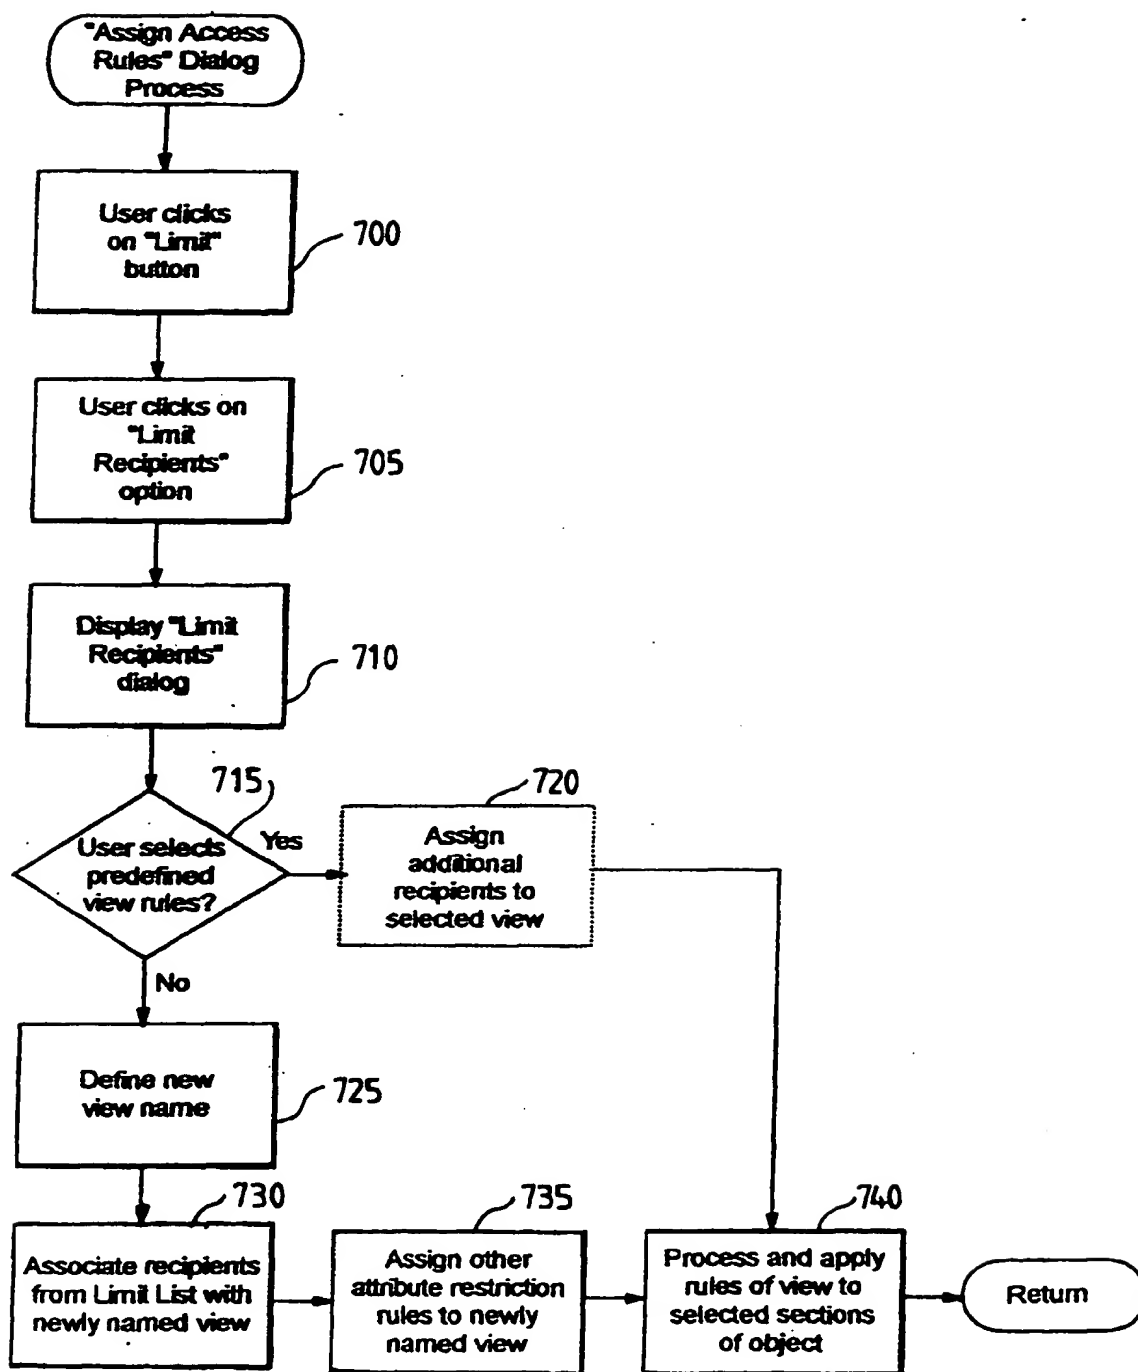 "Assign Access
Rules" Dialog
Process
User clicks
on "Limit"
button
700
User clicks on
"Limit
Recipients"
option
705
Display "Limit
Recipients"
dialog
710
715
User selects
predefined
view rules?
Yes
720
Assign
additional
recipients to
selected view
No
Define new
view name
725
730
Associate recipients
from Limit List with
newly named view
735
Assign other
attribute restriction
rules to newly
named view
740
Process and apply
rules of view to
selected sections
of object
Return